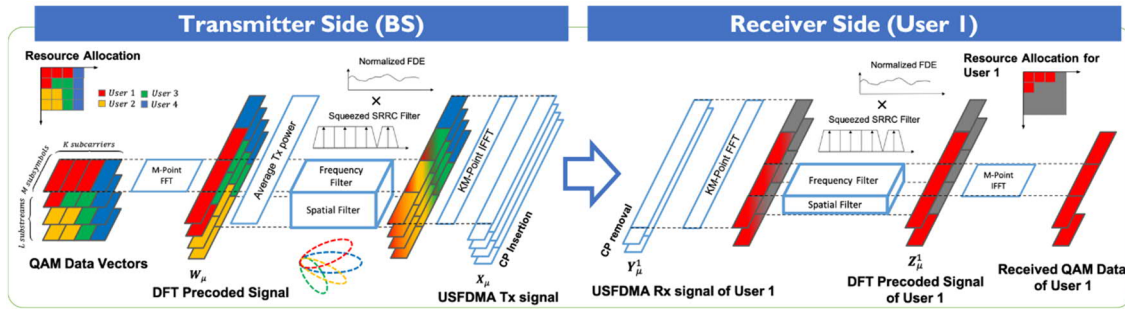 Transmitter Side (BS)
Receiver Side (User 1)
Resource Allocation
User 1
User 3
User 2
User 4
Normalized FDE
×
Squeezed SRRC Filter
K subcarriers
M subsymbols
L substreams
M-Point
FFT
Average Tx power
Frequency
Filter
Spatial Filter
KM-Point IFFT
CP Insertion
QAM Data Vectors
W_μ
DFT Precoded Signal
X_μ
USFDMA Tx signal
Resource Allocation for
User 1
Normalized FDE
×
Squeezed SRRC Filter
CP removal
KM-Point FFT
Frequency Filter
Spatial Filter
M-Point
IFFT
Y_μ^1
USFDMA Rx signal of User 1
Z_μ^1
DFT Precoded Signal
of User 1
Received QAM Data
of User 1